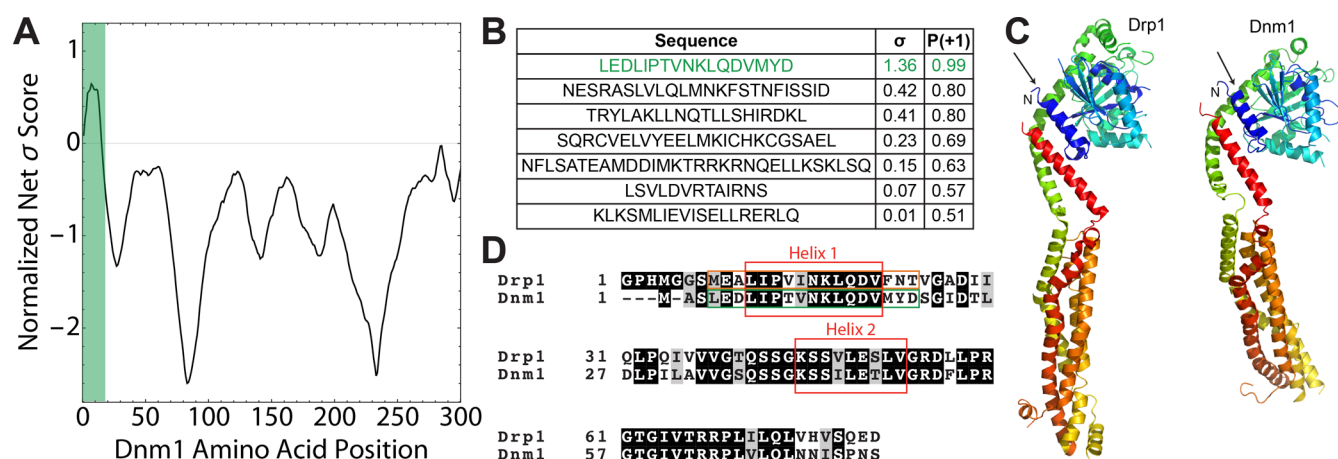 A
1
0
-1
-2
Normalized Net σ Score
0 50 100 150 200 250 300
Dnm1 Amino Acid Position
B
Sequence σ P(+1)
LEDLIPTVNKLQDVMYD 1.36 0.99
NESRASLVLQLMNKFSTNFISSID 0.42 0.80
TRYLAKLLNQTLLSHIRDKL 0.41 0.80
SQRCVELVYEELMKICHKCGSAEL 0.23 0.69
NFLSATEAMDDIMKTRRKRNQELLKSKLSQ 0.15 0.63
LSVLDVRTAIRNS 0.07 0.57
KLKSMLIEVISELLRERLQ 0.01 0.51
C
Drp1
N
Dnm1
N
D
Helix 1
Drp1 1 GPHMGGSMEALIPVINKLQDVFNTVGADII
Dnm1 1 ---M-ASLEDLIPTVNKLQDVMYDSGIDTL
Helix 2
Drp1 31 QLPQIVVVGTQSSGKSSVLESLVGRDLLPR
Dnm1 27 DLPILAVVGSQSSGKSSILETLVGRDFLPR
Drp1 61 GTGIVTRRPLILQLVHVSQED
Dnm1 57 GTGIVTRRPLVLQLNNISPNS